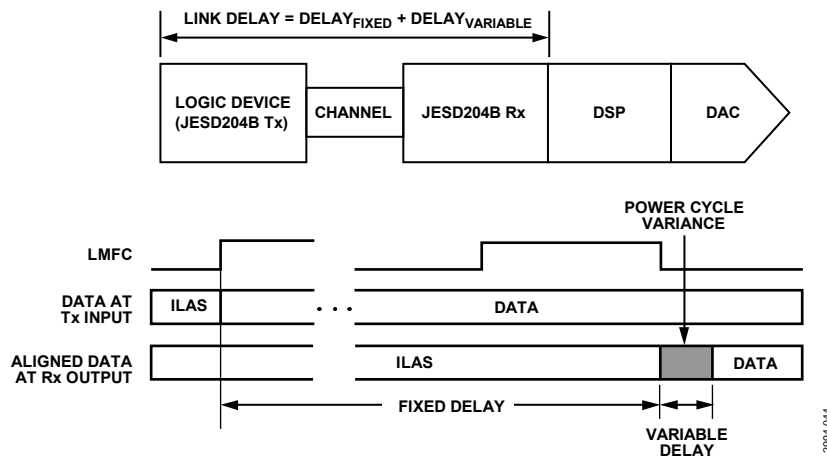 LINK DELAY = DELAYFIXED + DELAYVARIABLE
LOGIC DEVICE
(JESD204B Tx)
CHANNEL
JESD204B Rx
DSP
DAC
POWER CYCLE
VARIANCE
LMFC
DATA AT
Tx INPUT
ILAS
. . .
DATA
ALIGNED DATA
AT Rx OUTPUT
ILAS
DATA
FIXED DELAY
VARIABLE
DELAY